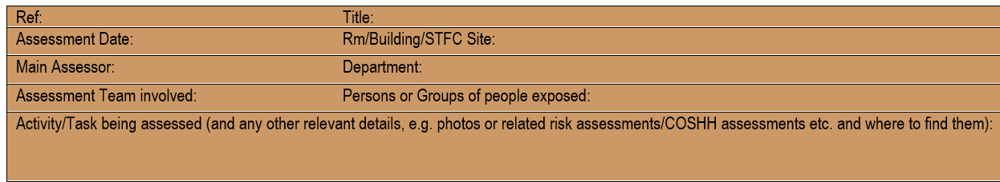 Ref: Title:
Assessment Date: Rm/Building/STFC Site:
Main Assessor: Department:
Assessment Team involved: Persons or Groups of people exposed:
Activity/Task being assessed (and any other relevant details, e.g. photos or related risk assessments/COSHH assessments etc. and where to find them):